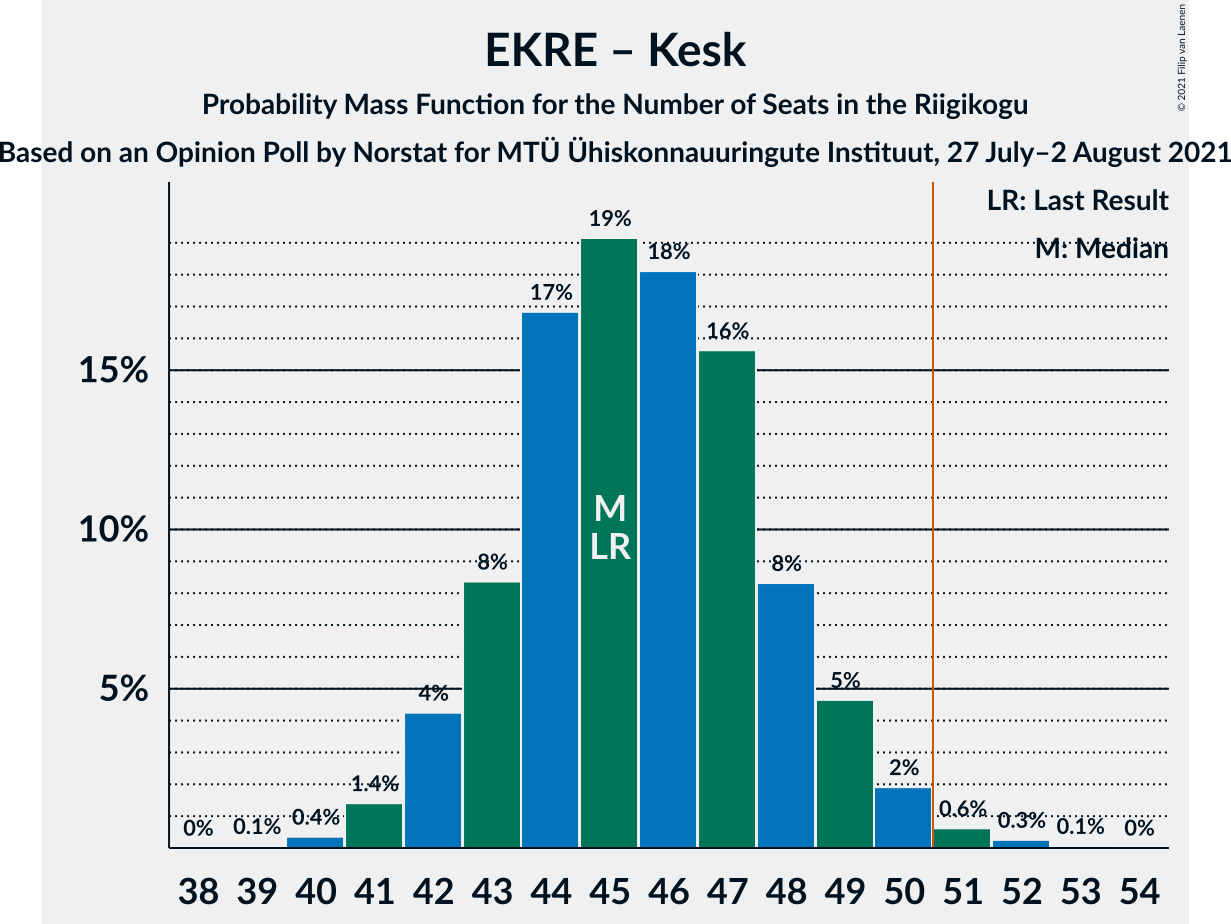 © 2021 Filip van Laenen
EKRE – Kesk
Probability Mass Function for the Number of Seats in the Riigikogu
Based on an Opinion Poll by Norstat for MTÜ Ühiskonnauuringute Instituut, 27 July–2 August 2021
LR: Last Result
M: Median
15%
10%
5%
0%
0.1%
0.4%
1.4%
4%
8%
17%
19%
18%
16%
8%
5%
2%
0.6%
0.3%
0.1%
0%
M
LR
38 39 40 41 42 43 44 45 46 47 48 49 50 51 52 53 54